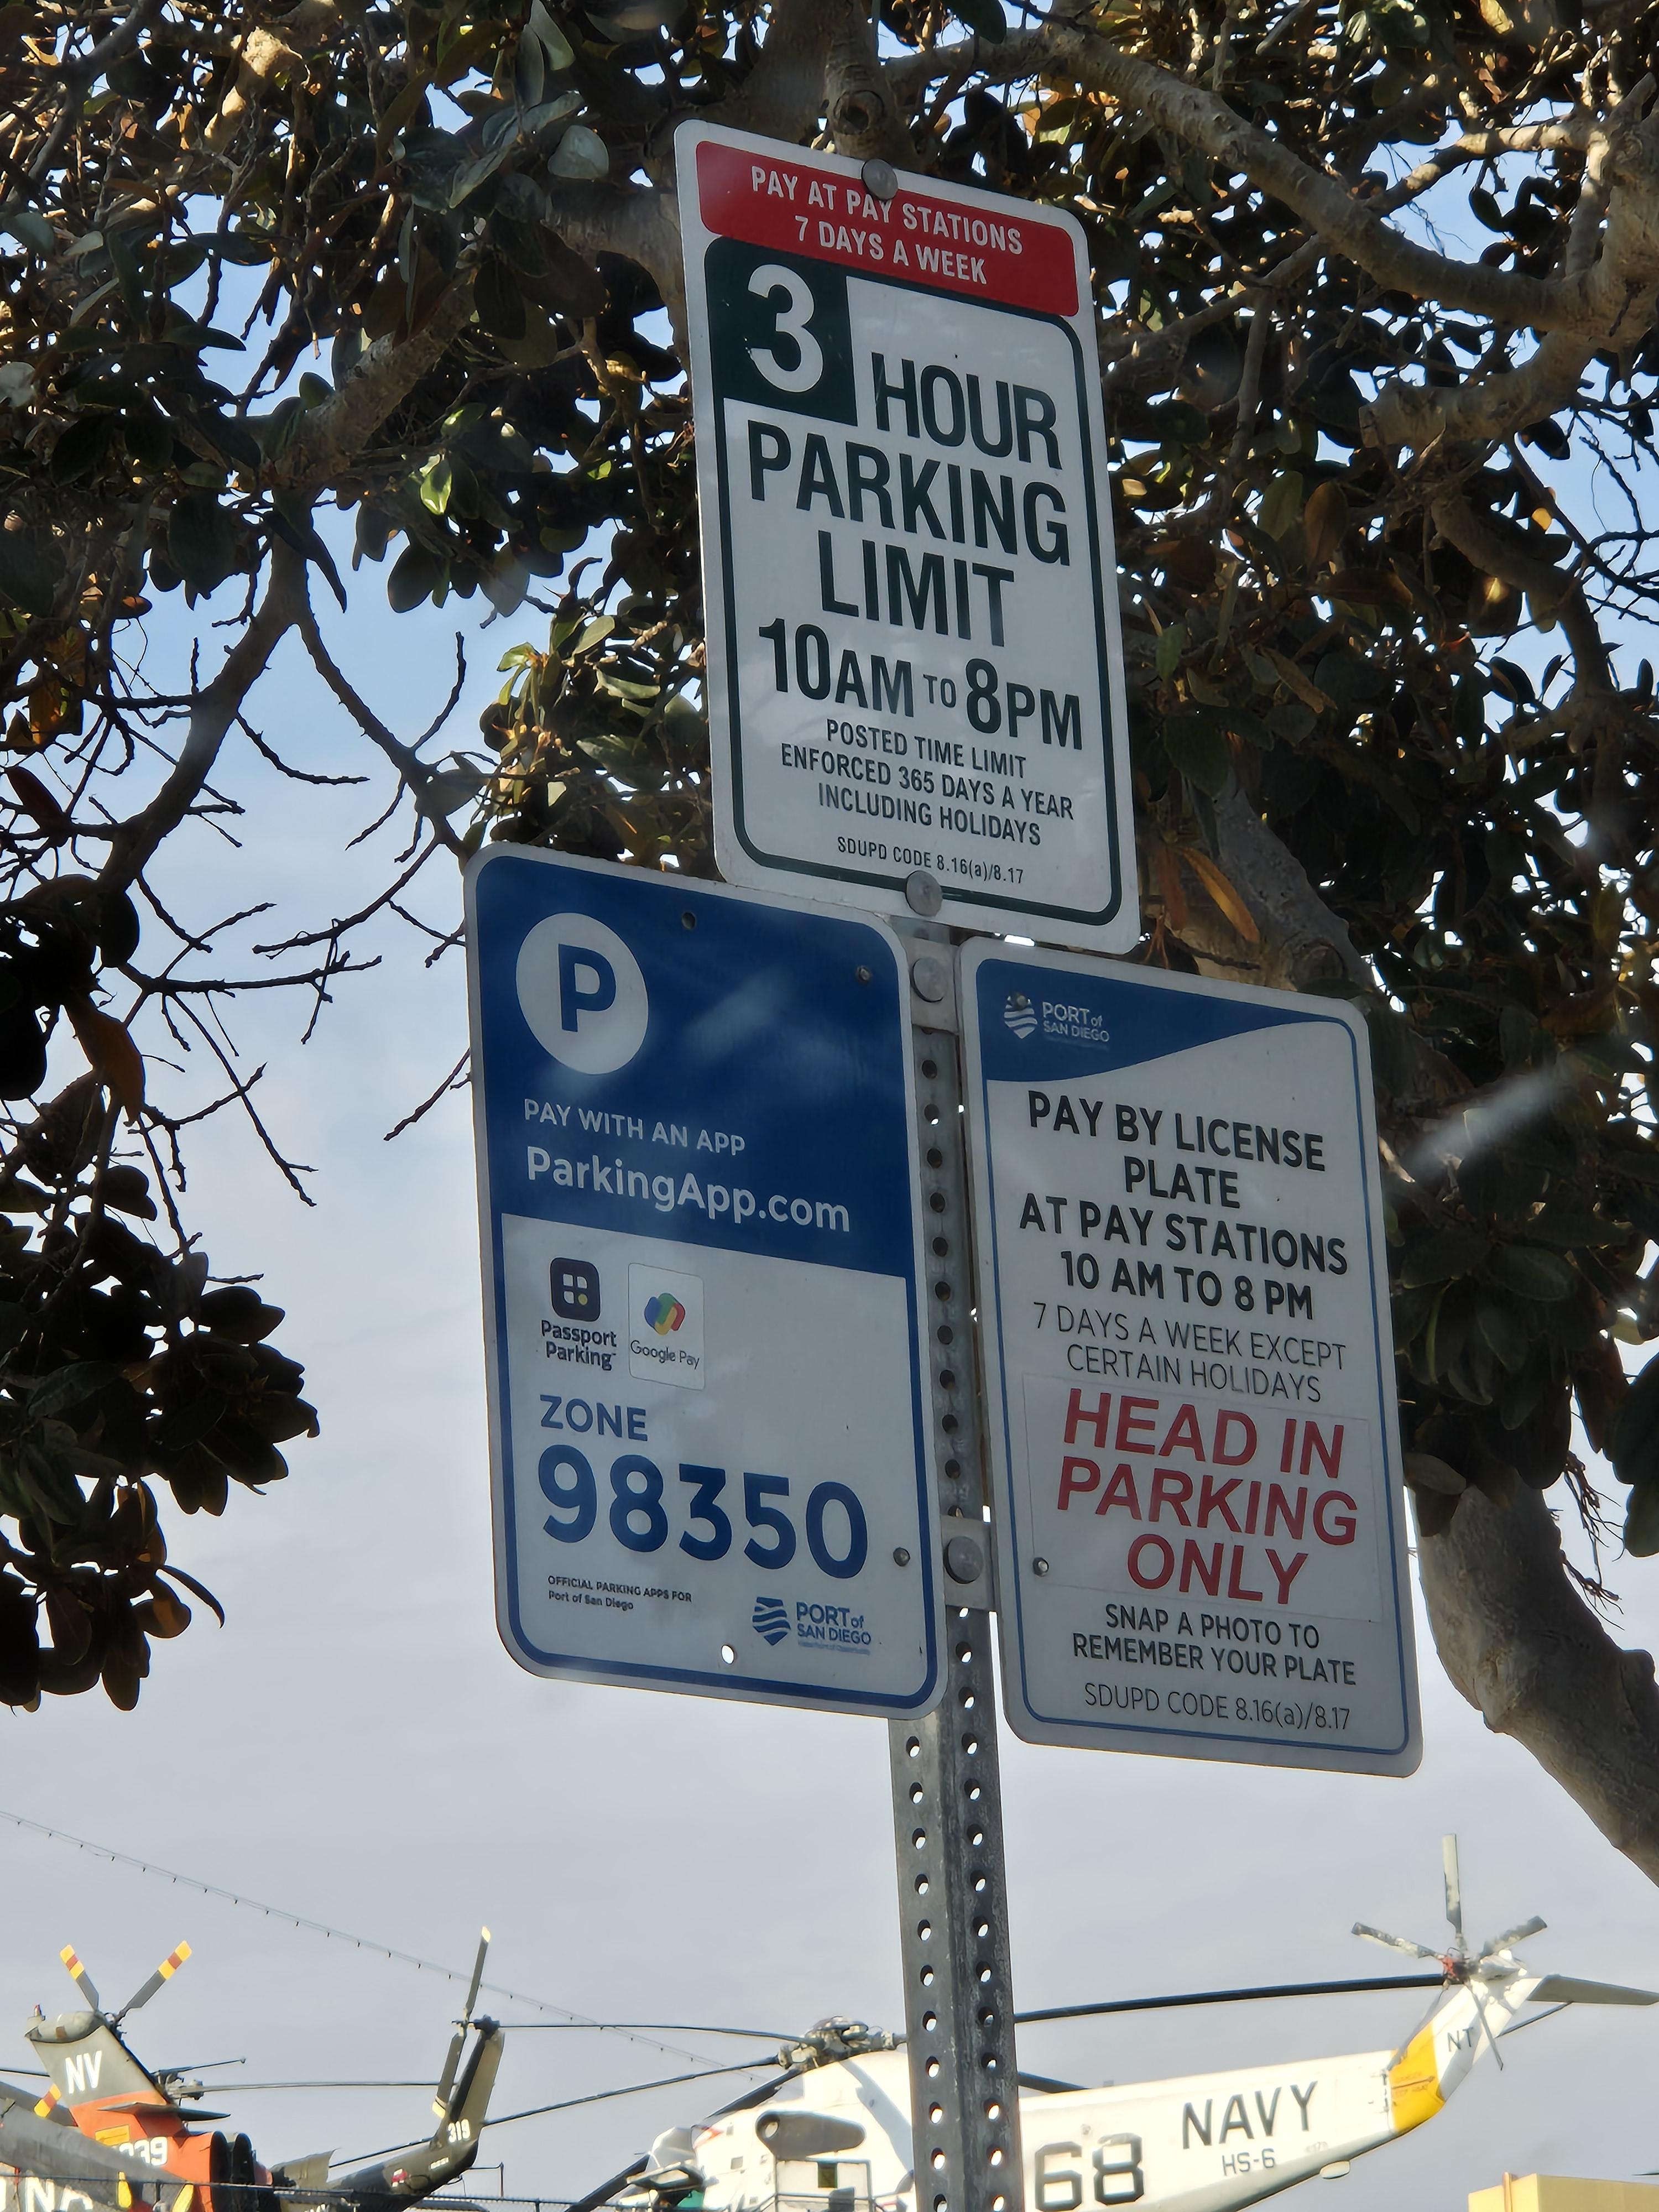 PAY AT PAY STATIONS
7 DAYS A WEEK
3 HOUR
PARKING
LIMIT
10AM TO 8PM
POSTED TIME LIMIT
ENFORCED 365 DAYS A YEAR
INCLUDING HOLIDAYS
SDUPD CODE 8.16(a)/8.17
P
PAY WITH AN APP
ParkingApp.com
Passport
Parking
Google Pay
ZONE
98350
OFFICIAL PARKING APPS FOR
Port of San Diego
PORT of
SAN DIEGO
PORT of
SAN DIEGO
PAY BY LICENSE
PLATE
AT PAY STATIONS
10 AM TO 8 PM
7 DAYS A WEEK EXCEPT
CERTAIN HOLIDAYS
HEAD IN
PARKING
ONLY
SNAP A PHOTO TO
REMEMBER YOUR PLATE
SDUPD CODE 8.16(a)/8.17
NV
319
NT
NAVY
HS-6
68